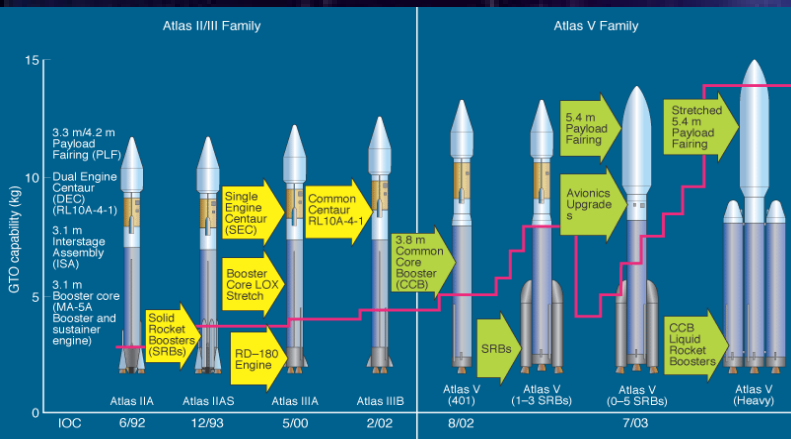 Atlas II/III Family
Atlas V Family
15
10
5
0
GTO capability (kg)
3.3 m/4.2 m
Payload
Fairing (PLF)
Dual Engine
Centaur
(DEC)
(RL10A-4-1)
3.1 m
Interstage
Assembly
(ISA)
3.1 m
Booster core
(MA-5A
Booster and
sustainer
engine)
Solid
Rocket
Boosters
(SRBs)
Single
Engine
Centaur
(SEC)
Booster
Core LOX
Stretch
RD–180
Engine
Common
Centaur
RL10A-4-1
3.8 m
Common
Core
Booster
(CCB)
SRBs
5.4 m
Payload
Fairing
Avionics
Upgrade
s
Stretched
5.4 m
Payload
Fairing
CCB
Liquid
Rocket
Boosters
Atlas IIA
Atlas IIAS
Atlas IIIA
Atlas IIIB
Atlas V
(401)
Atlas V
(1–3 SRBs)
Atlas V
(0–5 SRBs)
Atlas V
(Heavy)
IOC
6/92
12/93
5/00
2/02
8/02
7/03